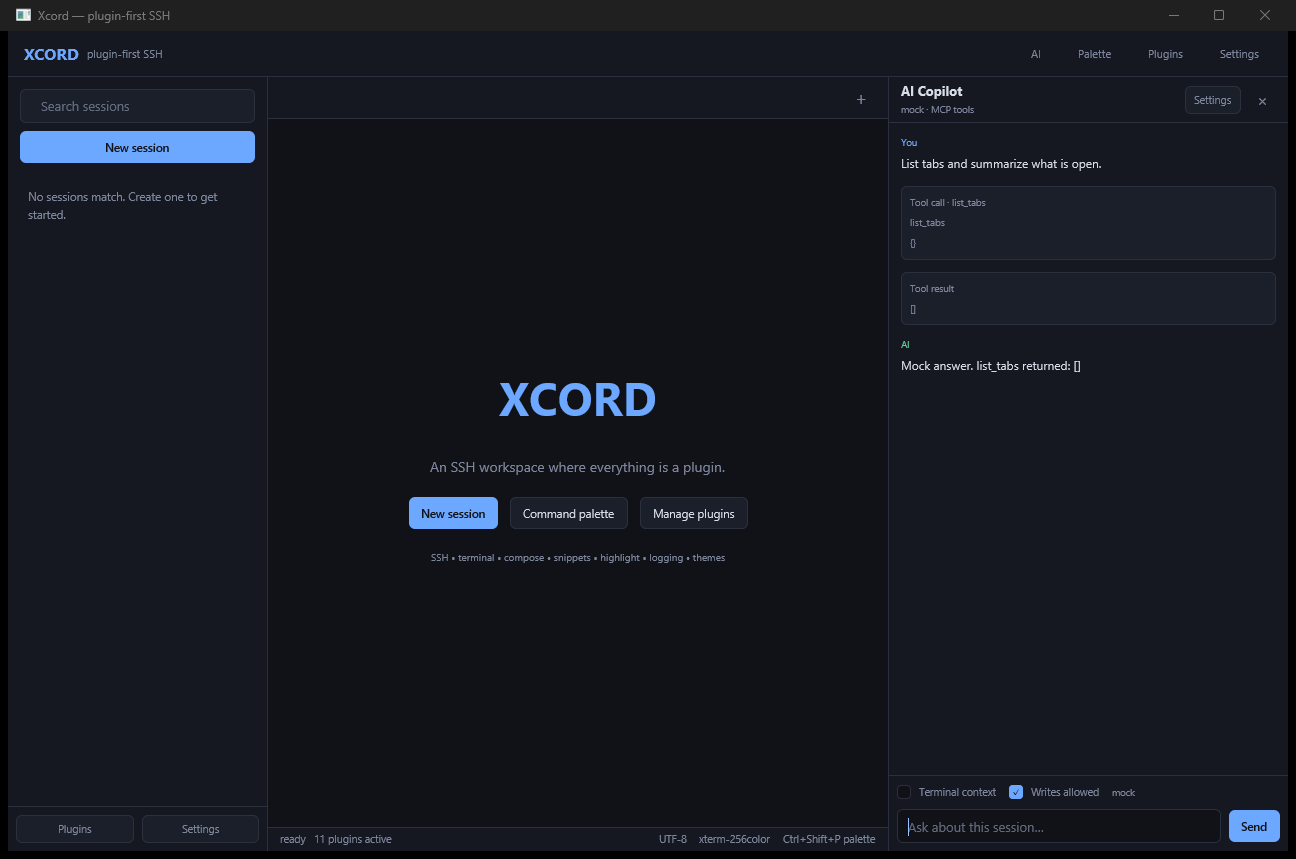 Xcord — plugin-first SSH
XCORD plugin-first SSH
AI Palette Plugins Settings
Search sessions
New session
No sessions match. Create one to get
started.
Plugins Settings
+
XCORD
An SSH workspace where everything is a plugin.
New session Command palette Manage plugins
SSH • terminal • compose • snippets • highlight • logging • themes
ready 11 plugins active UTF-8 xterm-256color Ctrl+Shift+P palette
AI Copilot
mock · MCP tools
Settings ×
You
List tabs and summarize what is open.
Tool call · list_tabs
list_tabs
{}
Tool result
[]
AI
Mock answer. list_tabs returned: []
Terminal context Writes allowed mock
Ask about this session...
Send